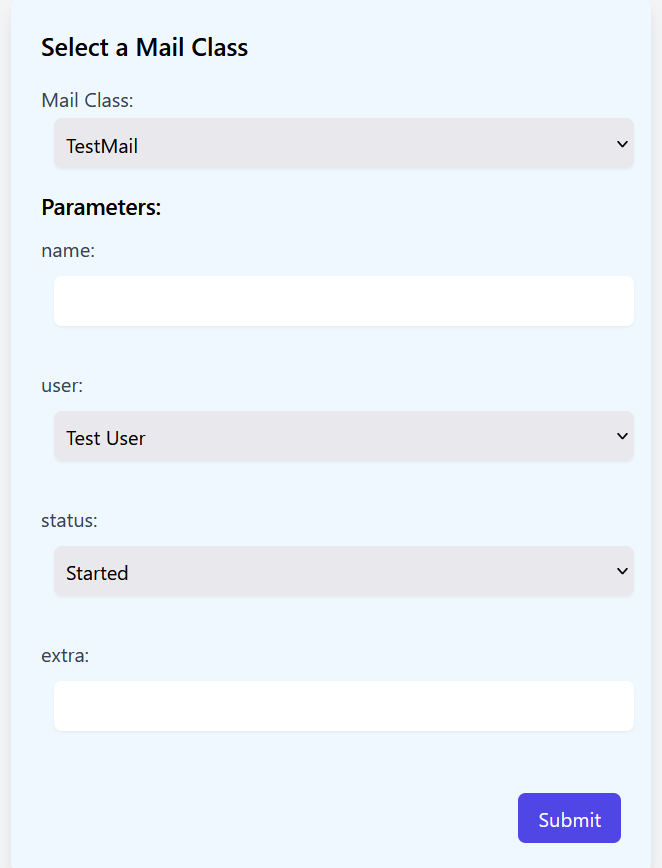 Select a Mail Class
Mail Class:
TestMail
Parameters:
name:
user:
Test User
status:
Started
extra:
Submit